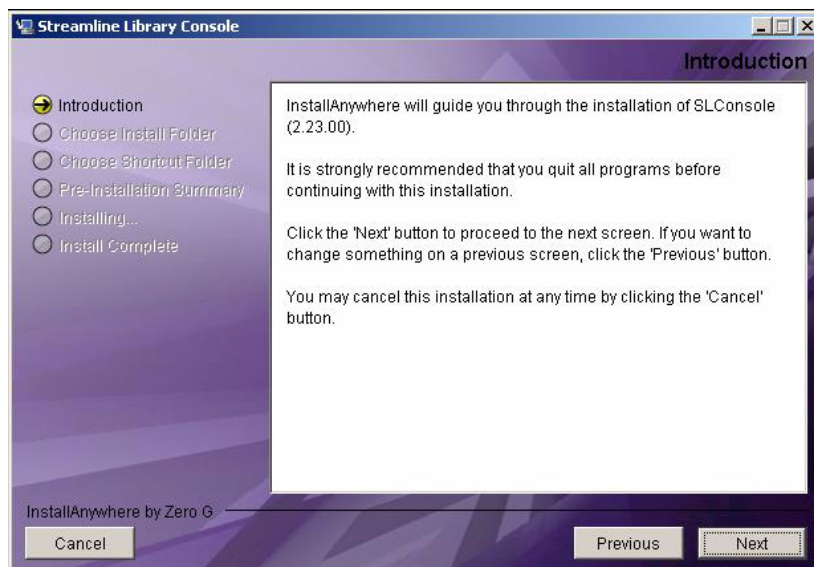 Streamline Library Console
Introduction
Introduction
Choose Install Folder
Choose Shortcut Folder
Pre-Installation Summary
Installing...
Install Complete
InstallAnywhere will guide you through the installation of SLConsole
(2.23.00).
It is strongly recommended that you quit all programs before
continuing with this installation.
Click the 'Next' button to proceed to the next screen. If you want to
change something on a previous screen, click the 'Previous' button.
You may cancel this installation at any time by clicking the 'Cancel'
button.
InstallAnywhere by Zero G
Cancel
Previous
Next